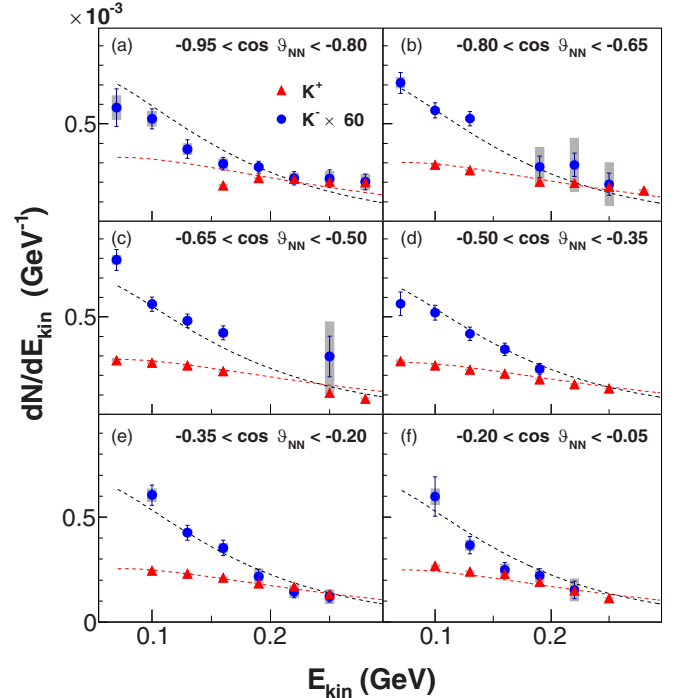 ×10⁻³
(a) -0.95 < cos ϑNN < -0.80
(b) -0.80 < cos ϑNN < -0.65
K⁺
K⁻ × 60
0.5
(c) -0.65 < cos ϑNN < -0.50
(d) -0.50 < cos ϑNN < -0.35
0.5
(e) -0.35 < cos ϑNN < -0.20
(f) -0.20 < cos ϑNN < -0.05
0.5
0
0.1 0.2 0.1 0.2
dN/dEkin (GeV⁻¹)
Ekin (GeV)